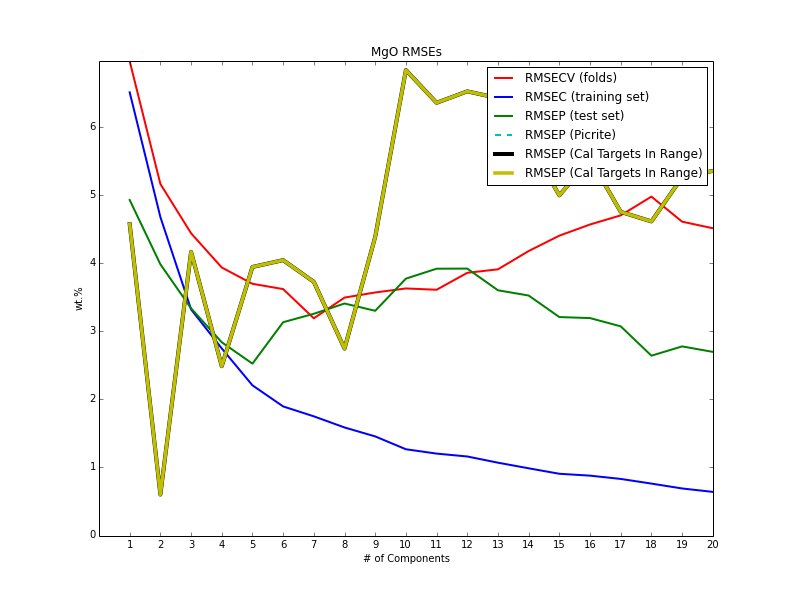 MgO RMSEs
RMSECV (folds)
RMSEC (training set)
RMSEP (test set)
RMSEP (Picrite)
RMSEP (Cal Targets In Range)
RMSEP (Cal Targets In Range)
6
5
4
3
2
1
0
wt.%
1 2 3 4 5 6 7 8 9 10 11 12 13 14 15 16 17 18 19 20
# of Components